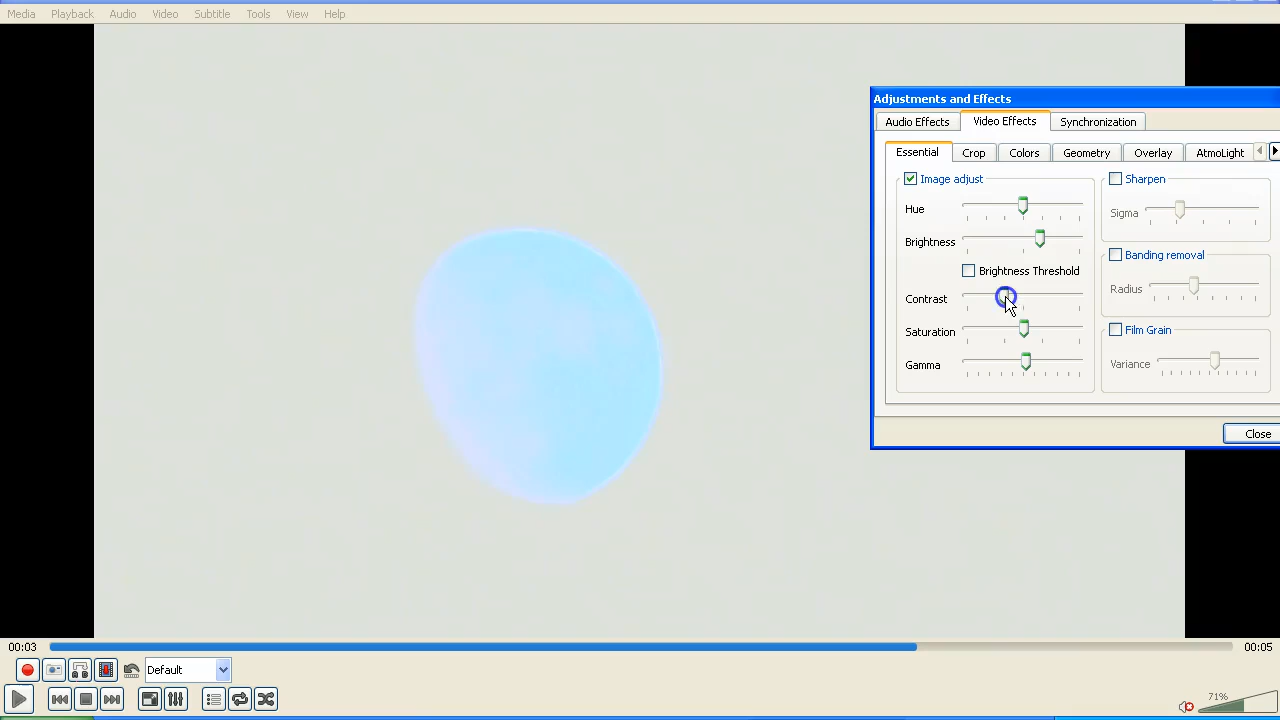 Media Playback Audio Video Subtitle Tools View Help
Adjustments and Effects
Audio Effects Video Effects Synchronization
Essential Crop Colors Geometry Overlay AtmoLight
Image adjust Sharpen
Hue Sigma
Brightness
Banding removal
Brightness Threshold
Contrast Radius
Saturation Film Grain
Gamma Variance
Close
00:03 00:05
Default
71%